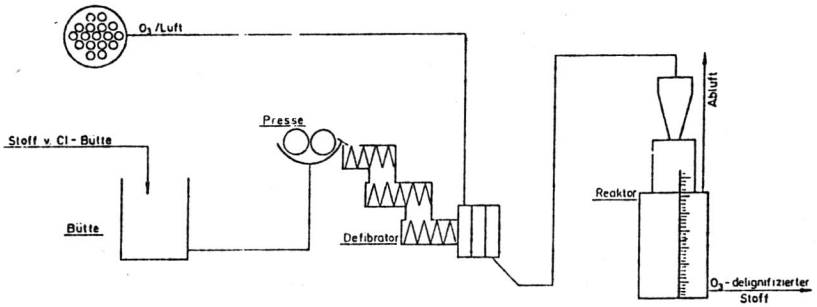 O₃/Luft
Presse
Stoff v. Cl-Bütte
Abluft
Reaktor
Bütte
Defibrator
O₃-delignifizierter
Stoff